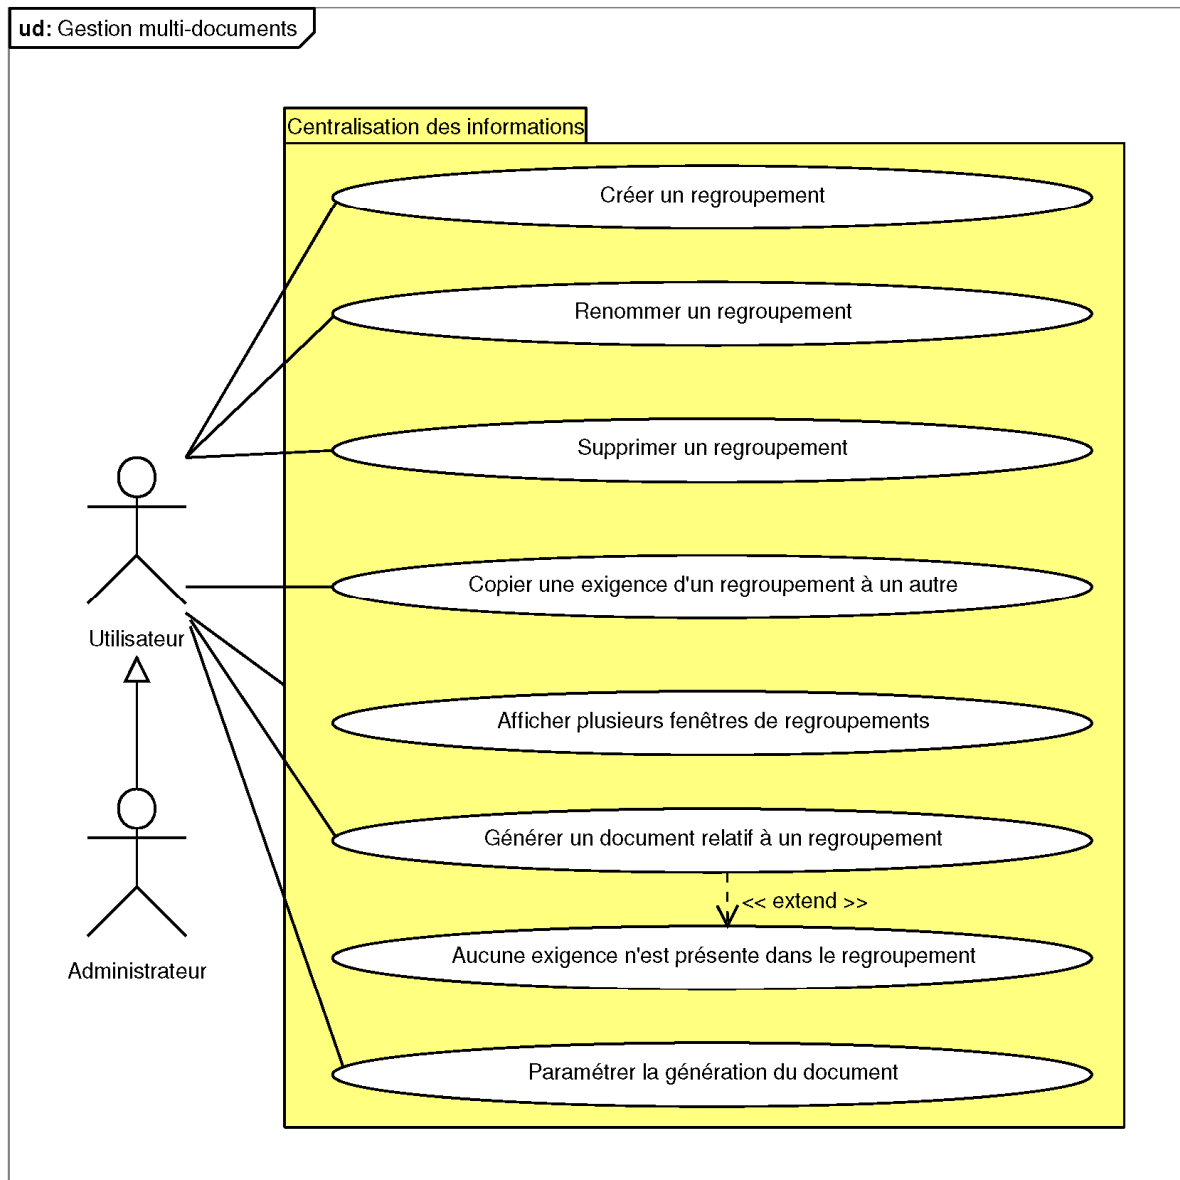 ud: Gestion multi-documents
Centralisation des informations
Créer un regroupement
Renommer un regroupement
Supprimer un regroupement
Copier une exigence d'un regroupement à un autre
Utilisateur
Afficher plusieurs fenêtres de regroupements
Générer un document relatif à un regroupement
<< extend >>
Aucune exigence n'est présente dans le regroupement
Administrateur
Paramétrer la génération du document